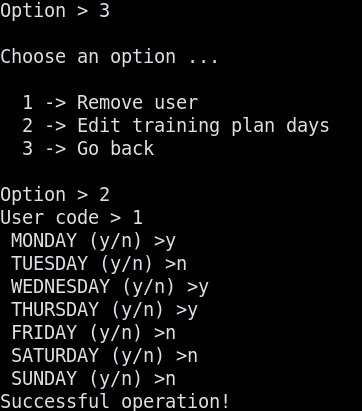 Option > 3
Choose an option ...
1 -> Remove user
2 -> Edit training plan days
3 -> Go back
Option > 2
User code > 1
MONDAY (y/n) >y
TUESDAY (y/n) >n
WEDNESDAY (y/n) >y
THURSDAY (y/n) >y
FRIDAY (y/n) >n
SATURDAY (y/n) >n
SUNDAY (y/n) >n
Successful operation!